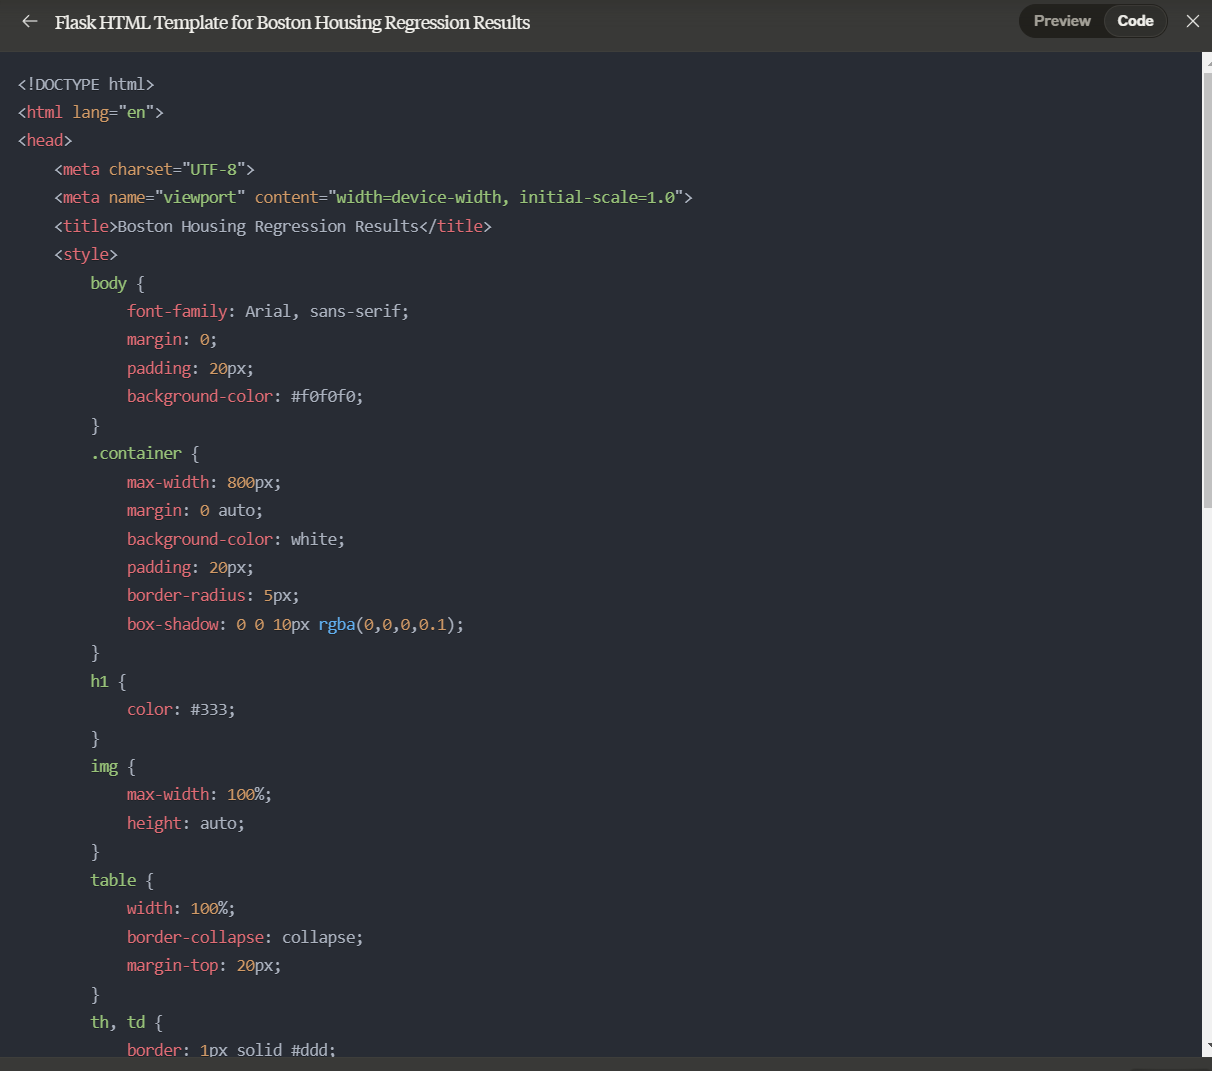 Flask HTML Template for Boston Housing Regression Results
Preview Code
<!DOCTYPE html>
<html lang="en">
<head>
    <meta charset="UTF-8">
    <meta name="viewport" content="width=device-width, initial-scale=1.0">
    <title>Boston Housing Regression Results</title>
    <style>
        body {
            font-family: Arial, sans-serif;
            margin: 0;
            padding: 20px;
            background-color: #f0f0f0;
        }
        .container {
            max-width: 800px;
            margin: 0 auto;
            background-color: white;
            padding: 20px;
            border-radius: 5px;
            box-shadow: 0 0 10px rgba(0,0,0,0.1);
        }
        h1 {
            color: #333;
        }
        img {
            max-width: 100%;
            height: auto;
        }
        table {
            width: 100%;
            border-collapse: collapse;
            margin-top: 20px;
        }
        th, td {
            border: 1px solid #ddd;